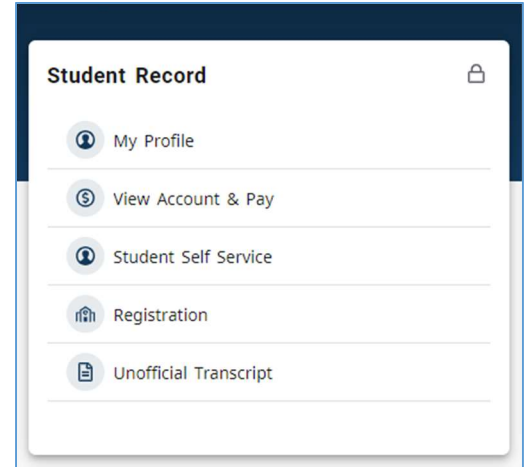 Student Record
My Profile
View Account & Pay
Student Self Service
Registration
Unofficial Transcript